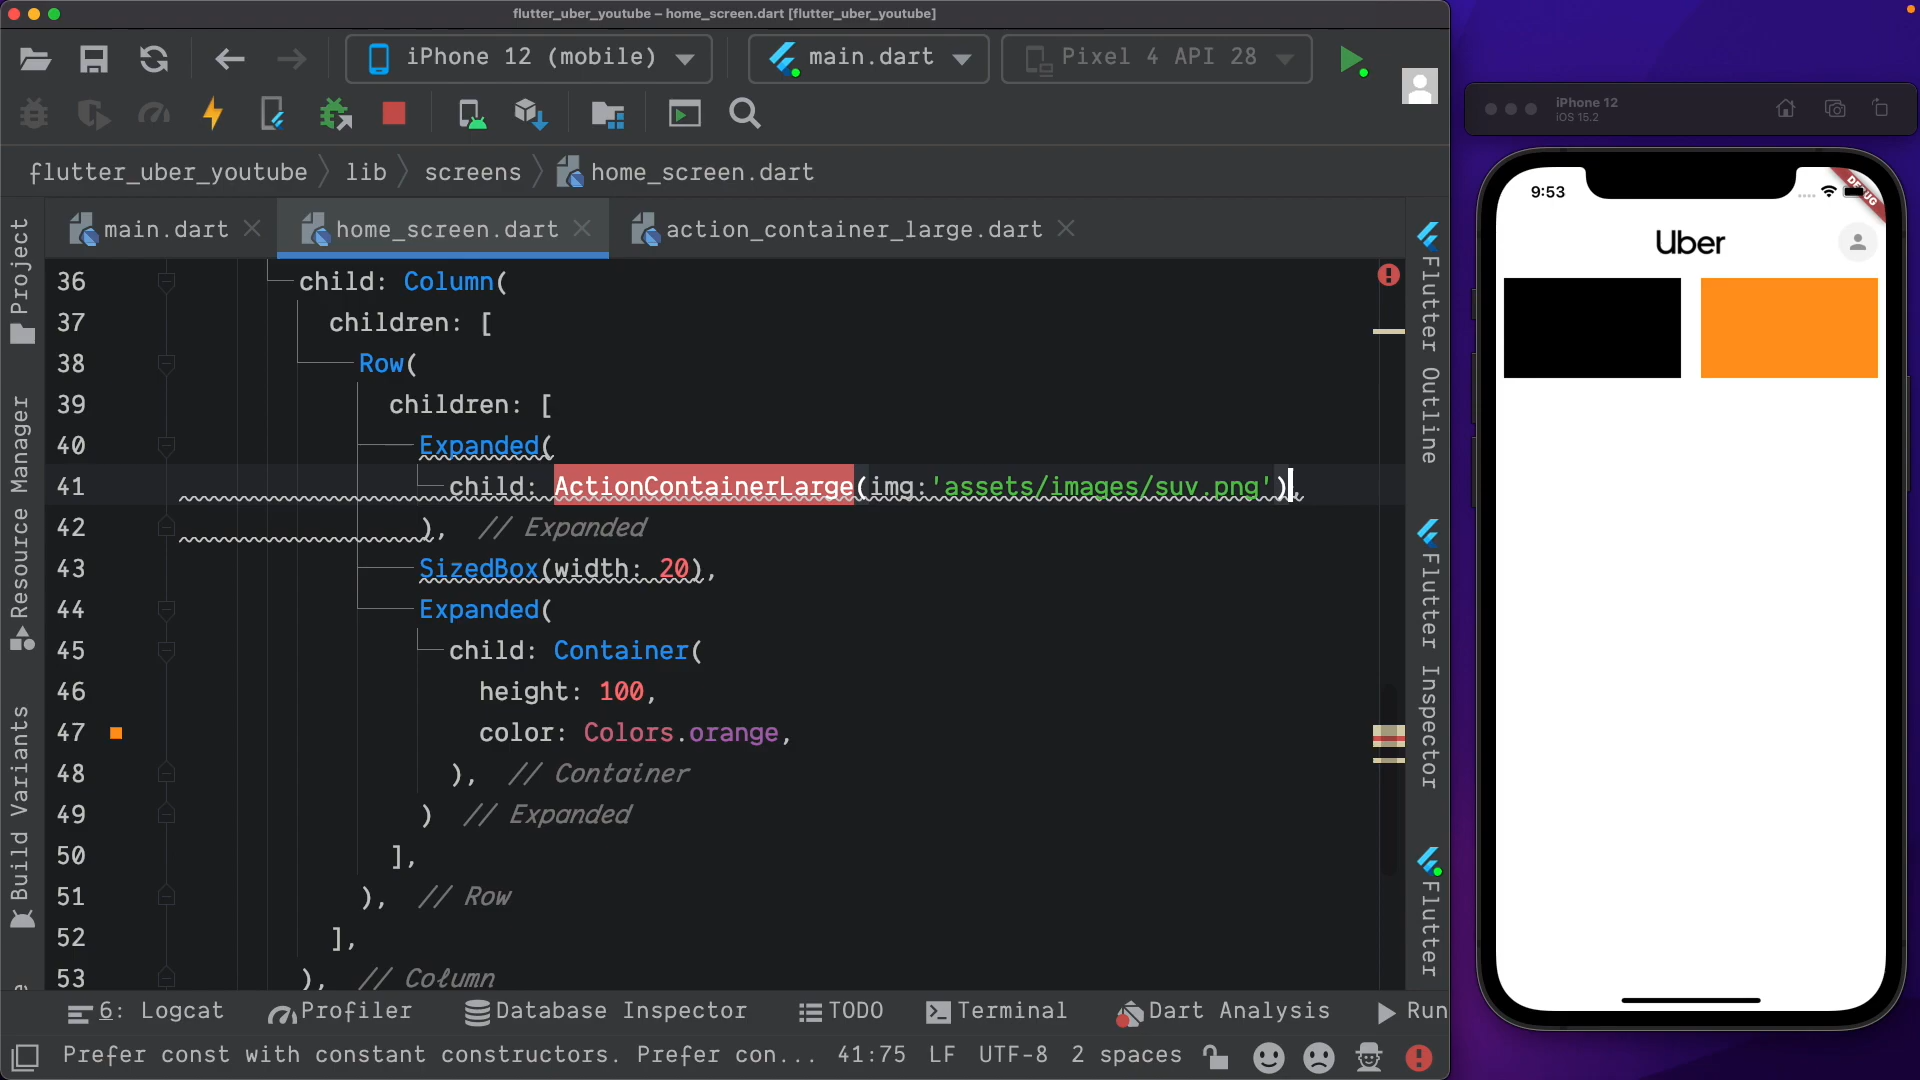 flutter_uber_youtube – home_screen.dart [flutter_uber_youtube]
iPhone 12 (mobile)
main.dart
Pixel 4 API 28
flutter_uber_youtube
lib
screens
home_screen.dart
main.dart
home_screen.dart
action_container_large.dart
Project
Resource Manager
Build Variants
36 child: Column(
37 children: [
38 Row(
39 children: [
40 Expanded(
41 child: ActionContainerLarge(img:'assets/images/suv.png'),
42 ), // Expanded
43 SizedBox(width: 20),
44 Expanded(
45 child: Container(
46 height: 100,
47 color: Colors.orange,
48 ), // Container
49 ) // Expanded
50 ],
51 ), // Row
52 ],
53 ), // Column
Flutter Outline
Flutter Inspector
Flutter
6: Logcat
Profiler
Database Inspector
TODO
Terminal
Dart Analysis
Run
Prefer const with constant constructors. Prefer con...
41:75
LF
UTF-8
2 spaces
iPhone 12
iOS 15.2
9:53
DEBUG
Uber